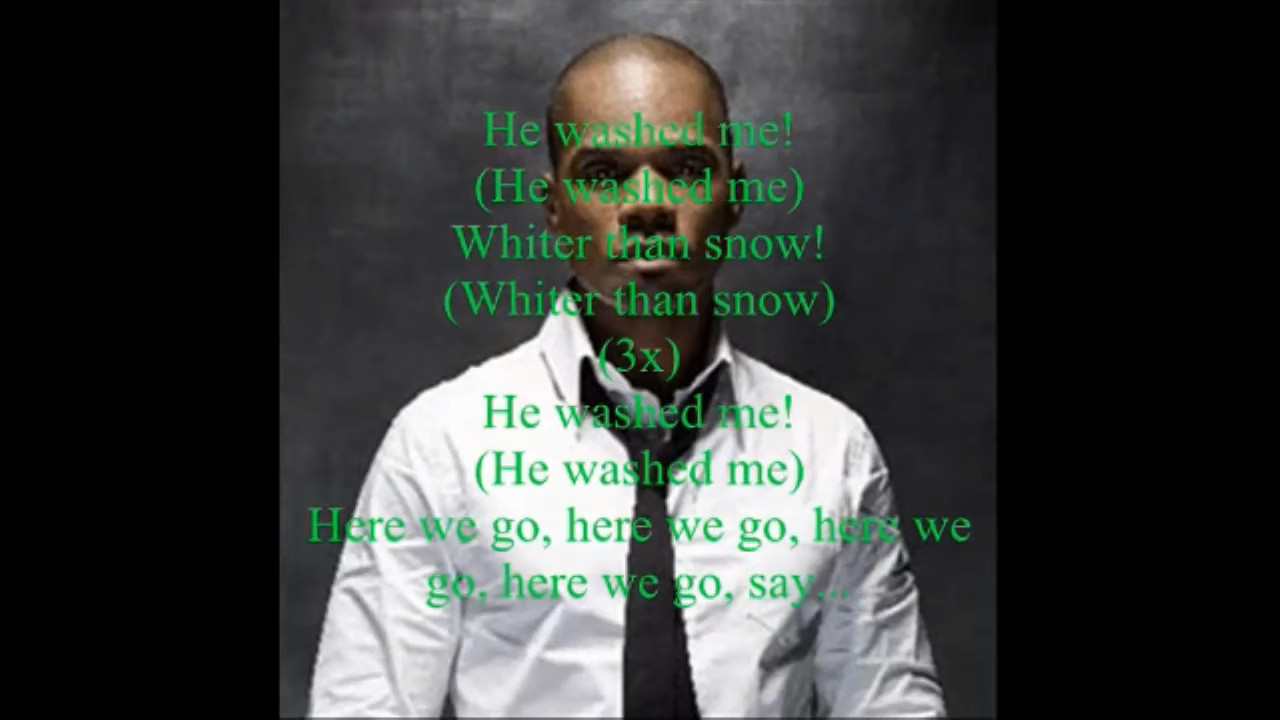 He washed me!
(He washed me)
Whiter than snow!
(Whiter than snow)
(3x)
He washed me!
(He washed me)
Here we go, here we go, here we
go, here we go, say...